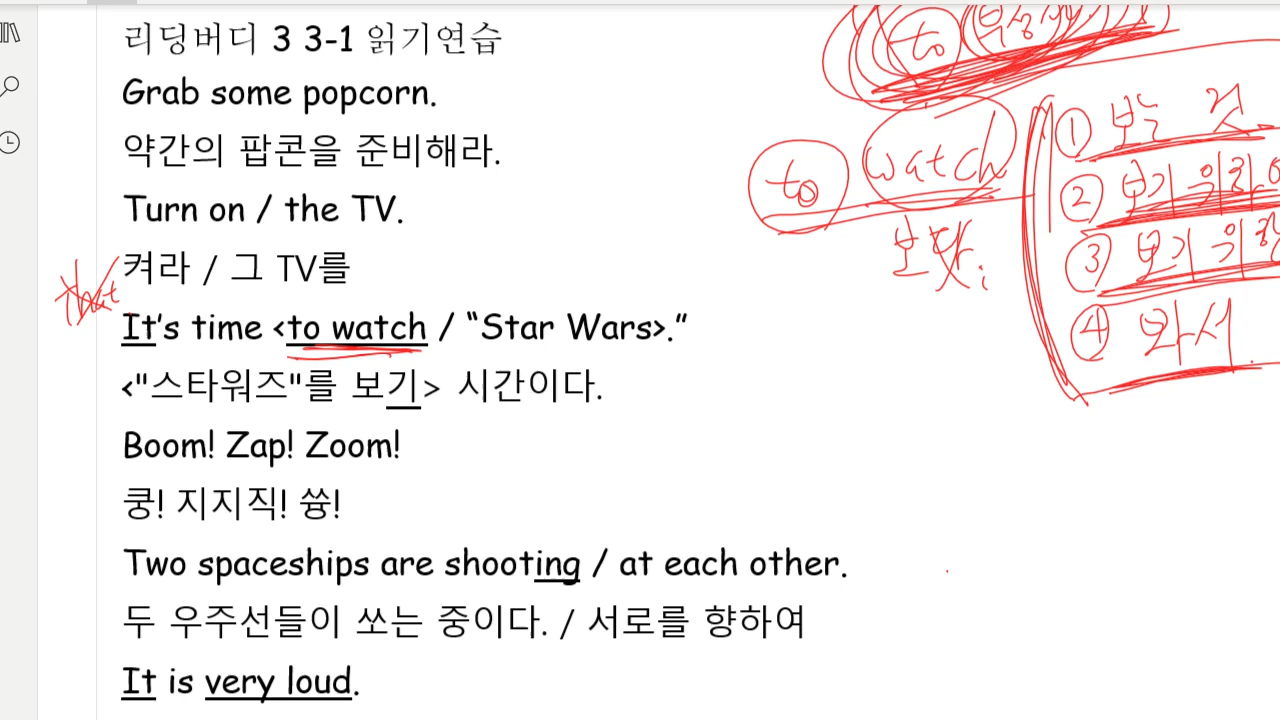 리딩버디 3 3-1 읽기연습
Grab some popcorn.
약간의 팝콘을 준비해라.
Turn on / the TV.
켜라 / 그 TV를
It's time <to watch / “Star Wars>.”
<"스타워즈"를 보기> 시간이다.
Boom! Zap! Zoom!
쿵! 지지직! 쓩!
Two spaceships are shooting / at each other.
두 우주선들이 쏘는 중이다. / 서로를 향하여
It is very loud.
to
to watch
보다;
① 보는 것
② 보기 위한
③ 보기 위한
④ 봐서